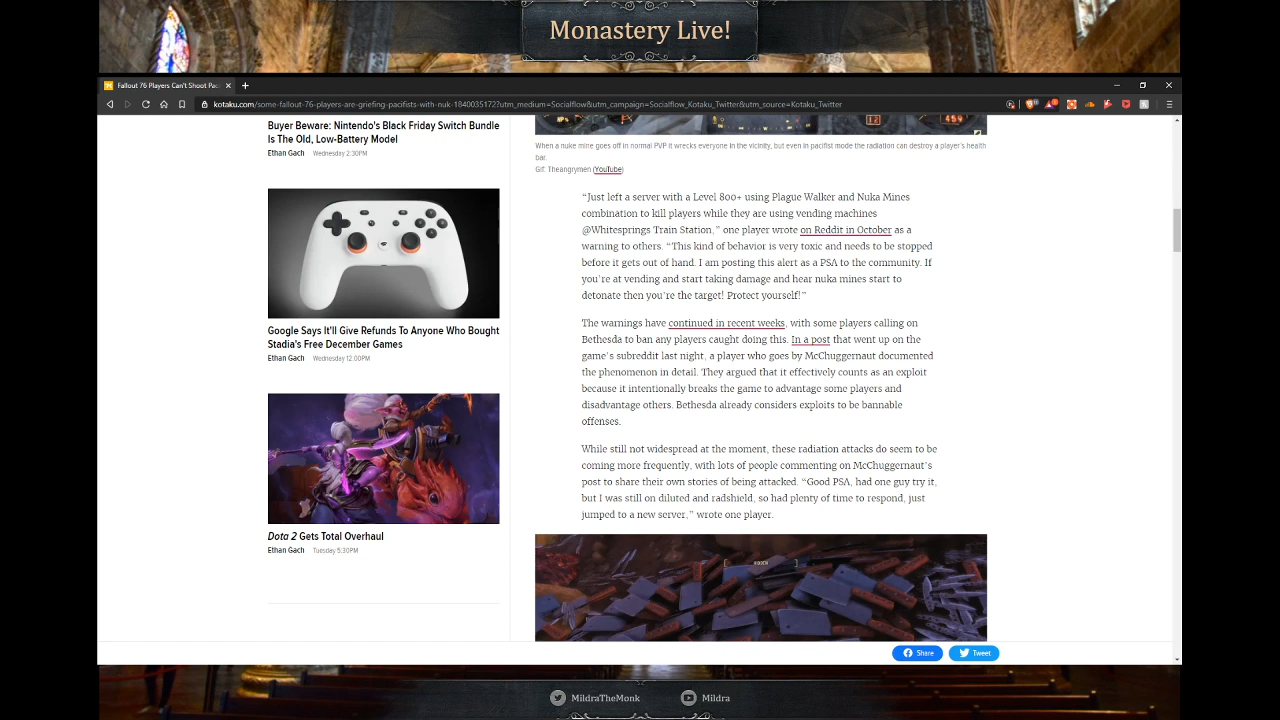 Monastery Live!
Fallout 76 Players Can't Shoot Pac
kotaku.com/some-fallout-76-players-are-griefing-pacifists-with-nuk-1840035172?utm_medium=Socialflow&utm_campaign=Socialflow_Kotaku_Twitter&utm_source=Kotaku_Twitter
Buyer Beware: Nintendo's Black Friday Switch Bundle
Is The Old, Low-Battery Model
Ethan Gach Wednesday 2:30PM
Google Says It'll Give Refunds To Anyone Who Bought
Stadia's Free December Games
Ethan Gach Wednesday 12:00PM
Dota 2 Gets Total Overhaul
Ethan Gach Tuesday 5:30PM
When a nuke mine goes off in normal PVP it wrecks everyone in the vicinity, but even in pacifist mode the radiation can destroy a player's health
bar.
Gif: Theangrymen (YouTube)
“Just left a server with a Level 800+ using Plague Walker and Nuka Mines
combination to kill players while they are using vending machines
@Whitesprings Train Station,” one player wrote on Reddit in October as a
warning to others. “This kind of behavior is very toxic and needs to be stopped
before it gets out of hand. I am posting this alert as a PSA to the community. If
you're at vending and start taking damage and hear nuka mines start to
detonate then you're the target! Protect yourself!”
The warnings have continued in recent weeks, with some players calling on
Bethesda to ban any players caught doing this. In a post that went up on the
game's subreddit last night, a player who goes by McChuggernaut documented
the phenomenon in detail. They argued that it effectively counts as an exploit
because it intentionally breaks the game to advantage some players and
disadvantage others. Bethesda already considers exploits to be bannable
offenses.
While still not widespread at the moment, these radiation attacks do seem to be
coming more frequently, with lots of people commenting on McChuggernaut's
post to share their own stories of being attacked. “Good PSA, had one guy try it,
but I was still on diluted and radshield, so had plenty of time to respond, just
jumped to a new server,” wrote one player.
HIDDEN
Share Tweet
MildraTheMonk Mildra